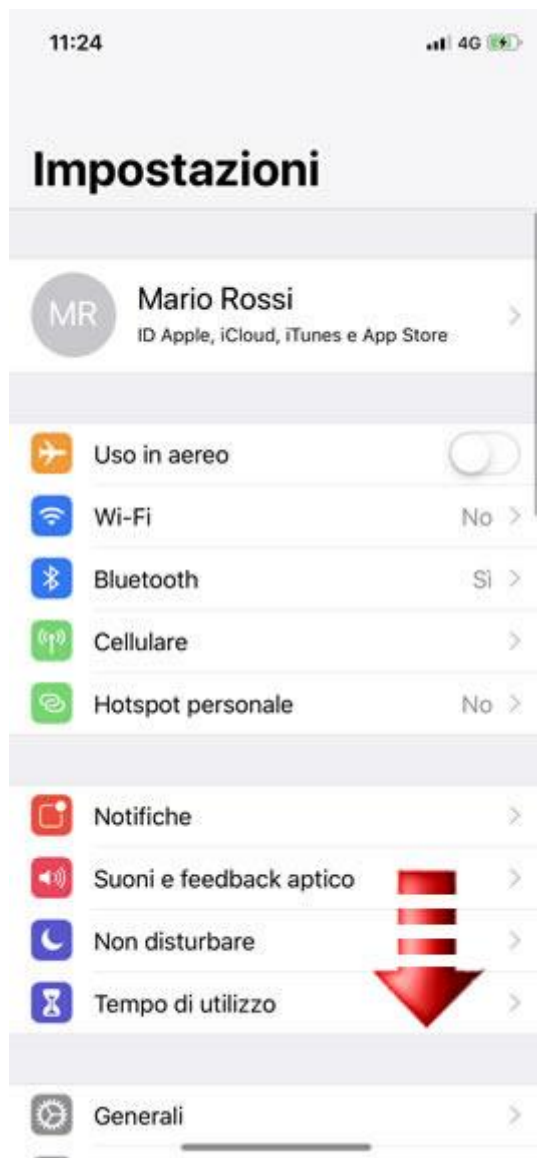 11:24 4G
Impostazioni
MR
Mario Rossi
ID Apple, iCloud, iTunes e App Store
Uso in aereo
Wi-Fi No
Bluetooth Sì
Cellulare
Hotspot personale No
Notifiche
Suoni e feedback aptico
Non disturbare
Tempo di utilizzo
Generali